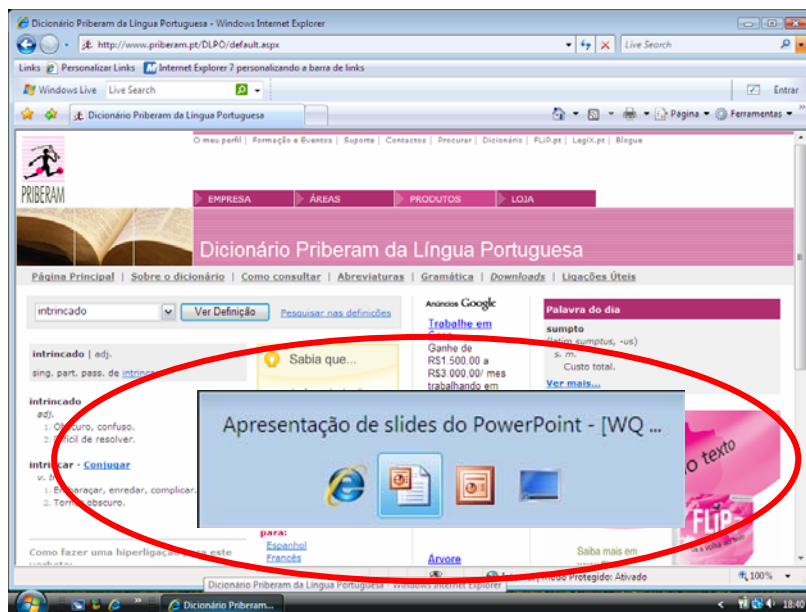 Dicionário Priberam da Língua Portuguesa - Windows Internet Explorer
http://www.priberam.pt/DLPO/default.aspx
Live Search
Links
Personalizar Links
Internet Explorer 7 personalizando a barra de links
Windows Live
Live Search
Entrar
Dicionário Priberam da Língua Portuguesa
Página
Ferramentas
O meu perfil | Formação e Eventos | Suporte | Contactos | Procurar | Dicionário | FLiP.pt | LegiX.pt | Blogue
PRIBERAM
EMPRESA
ÁREAS
PRODUTOS
LOJA
Dicionário Priberam da Língua Portuguesa
Página Principal | Sobre o dicionário | Como consultar | Abreviaturas | Gramática | Downloads | Ligações Úteis
intrincado
Ver Definição
Pesquisar nas definições
intrincado | adj.
sing. part. pass. de
intrincado
adj.
1. Obscuro, confuso.
2. Difícil de resolver.
intrincar - Conjugar
v. tr.
1. Embaraçar, enredar, complicar.
2. Tornar obscuro.
Como fazer uma hiperligação para este
Sabia que...
para:
Espanhol
Francês
Anúncios Google
Trabalhe em
Casa
Ganhe de
R$1 500,00 a
R$3 000,00/ mes
trabalhando em
Árvore
Palavra do dia
sumpto
(latim sumptus, -us)
s. m.
Custo total.
Ver mais...
texto
FLiP
Saiba mais em
Apresentação de slides do PowerPoint - [WQ ...
Modo Protegido: Ativado
100%
Dicionário Priberam da Língua Portuguesa - Windows Internet Explorer
Dicionário Priberam...
18:40